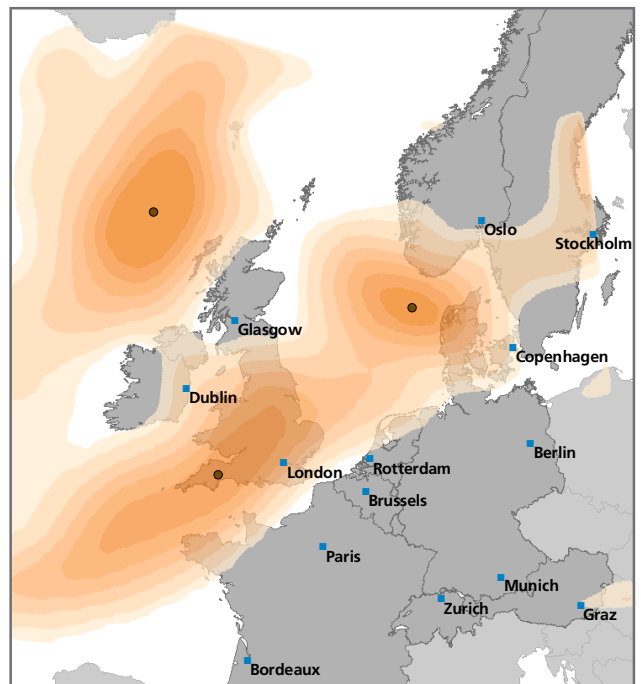 Oslo
Stockholm
Glasgow
Copenhagen
Dublin
Berlin
London
Rotterdam
Brussels
Paris
Munich
Zurich
Graz
Bordeaux